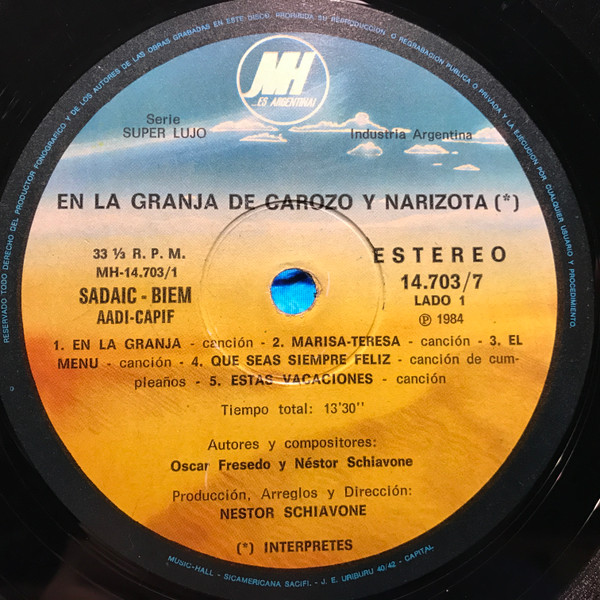 RESERVADO TODO DERECHO DEL PRODUCTOR FONOGRAFICO Y DE LOS AUTORES DE LAS OBRAS GRABADAS EN ESTE DISCO. PROHIBIDA SU REPRODUCCION, O REGRABACION PUBLICA O PRIVADA Y LA EJECUCION POR CUALQUIER USUARIO Y PROCEDIMIENTO.
MH
...ES ARGENTINA!
Serie
SUPER LUJO
Industria Argentina
EN LA GRANJA DE CAROZO Y NARIZOTA (*)
33 ⅓ R. P. M.
MH-14.703/1
SADAIC - BIEM
AADI-CAPIF
ESTEREO
14.703/7
LADO 1
℗ 1984
1. EN LA GRANJA - canción - 2. MARISA-TERESA - canción - 3. EL
MENU - canción - 4. QUE SEAS SIEMPRE FELIZ - canción de cum-
pleaños - 5. ESTAS VACACIONES - canción
Tiempo total: 13'30''
Autores y compositores:
Oscar Fresedo y Néstor Schiavone
Producción, Arreglos y Dirección:
NESTOR SCHIAVONE
(*) INTERPRETES
MUSIC-HALL - SICAMERICANA SACIFI. - J. E. URIBURU 40/42 - CAPITAL